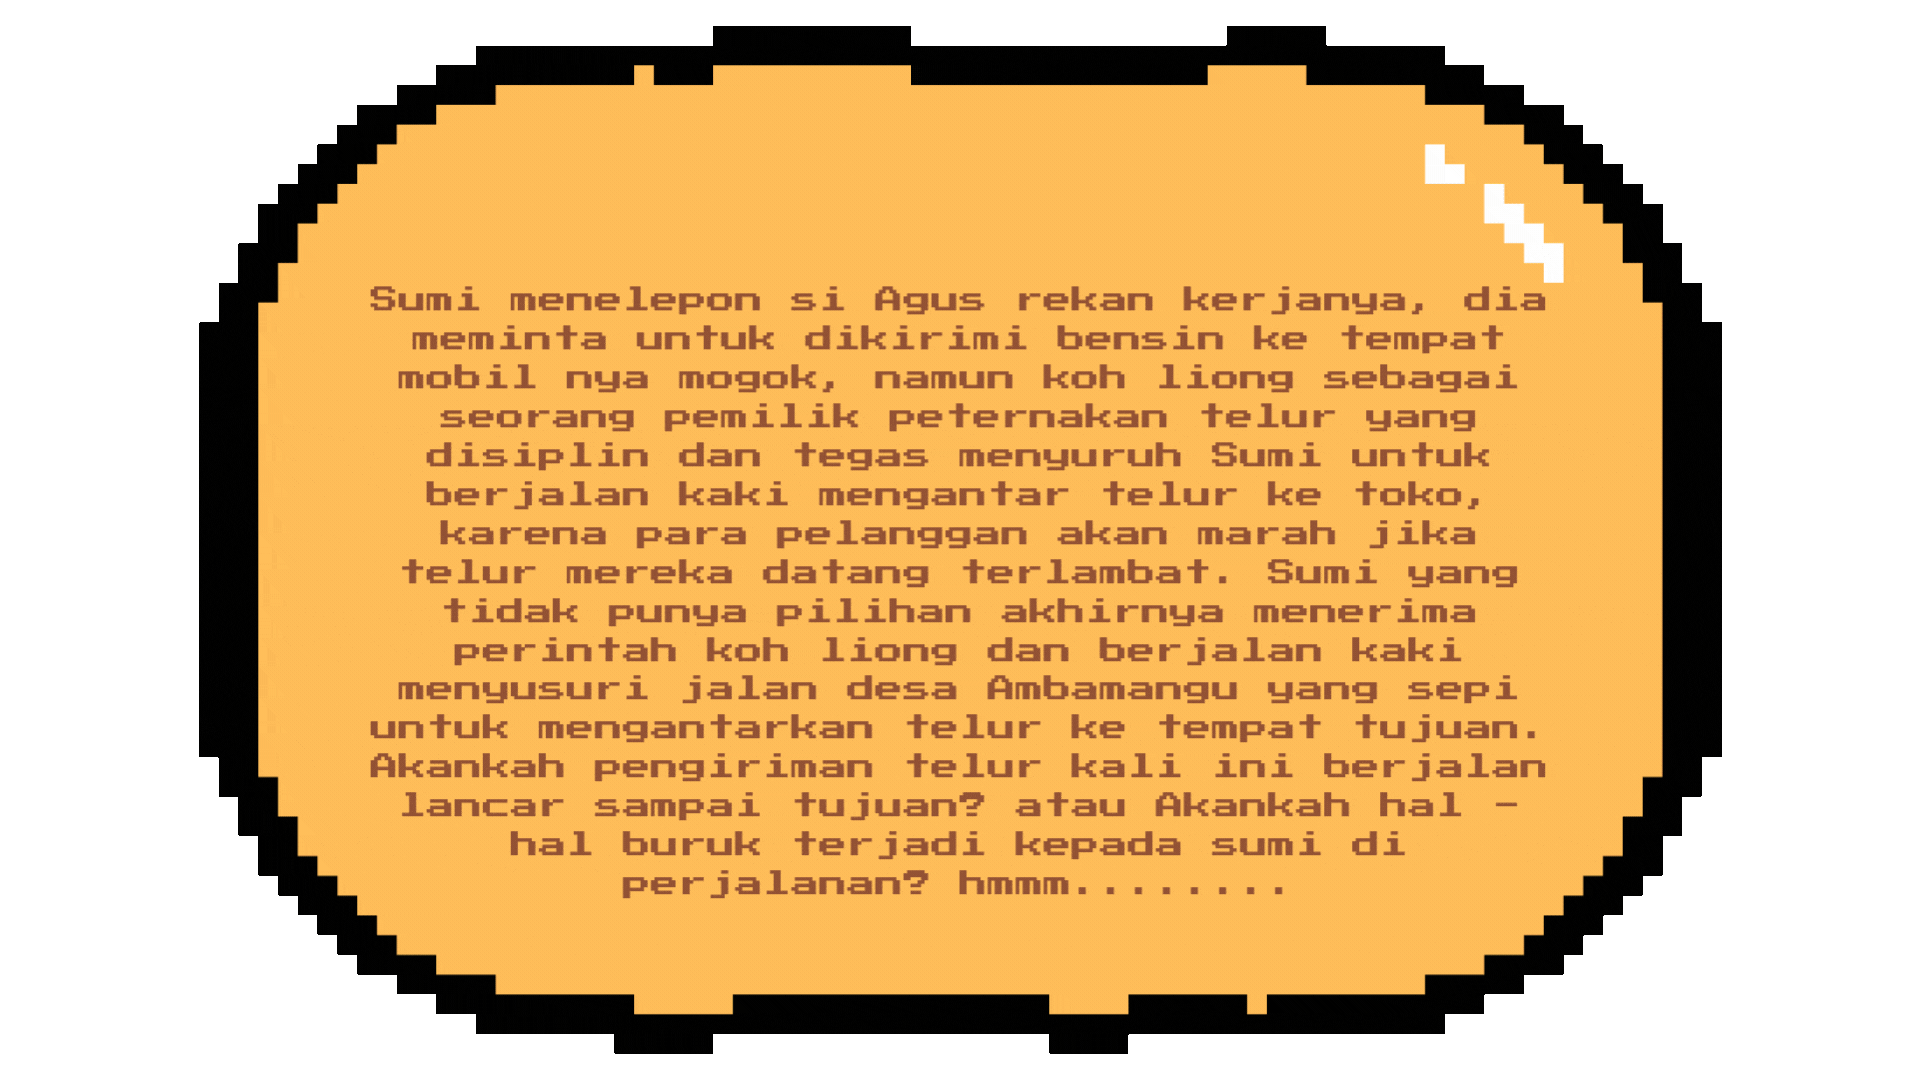 Sumi menelepon si Agus rekan kerjanya, dia
meminta untuk dikirimi bensin ke tempat
mobil nya mogok, namun koh liong sebagai
seorang pemilik peternakan telur yang
disiplin dan tegas menyuruh Sumi untuk
berjalan kaki mengantar telur ke toko,
karena para pelanggan akan marah jika
telur mereka datang terlambat. Sumi yang
tidak punya pilihan akhirnya menerima
perintah koh liong dan berjalan kaki
menyusuri jalan desa Ambamangu yang sepi
untuk mengantarkan telur ke tempat tujuan.
Akankah pengiriman telur kali ini berjalan
lancar sampai tujuan? atau Akankah hal -
hal buruk terjadi kepada sumi di
perjalanan? hmmm........